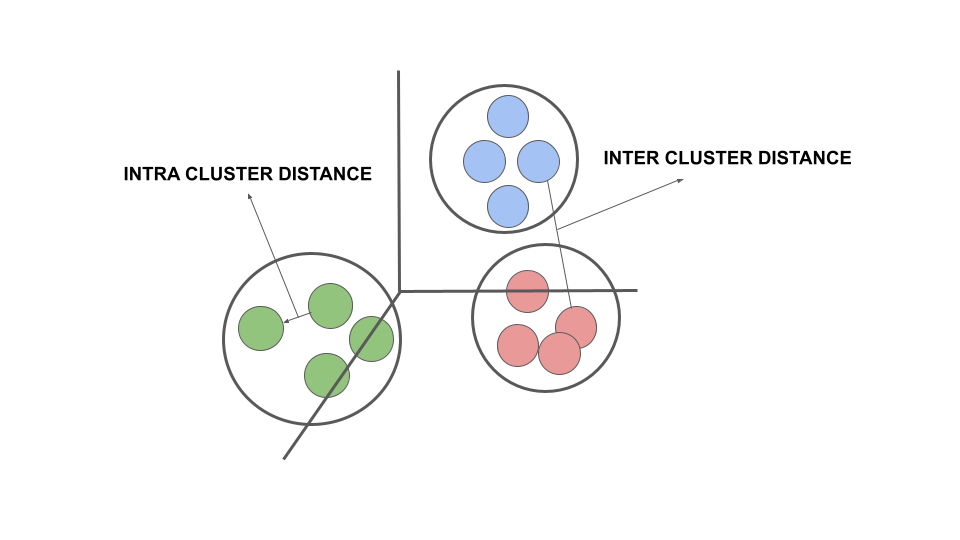 INTRA CLUSTER DISTANCE
INTER CLUSTER DISTANCE